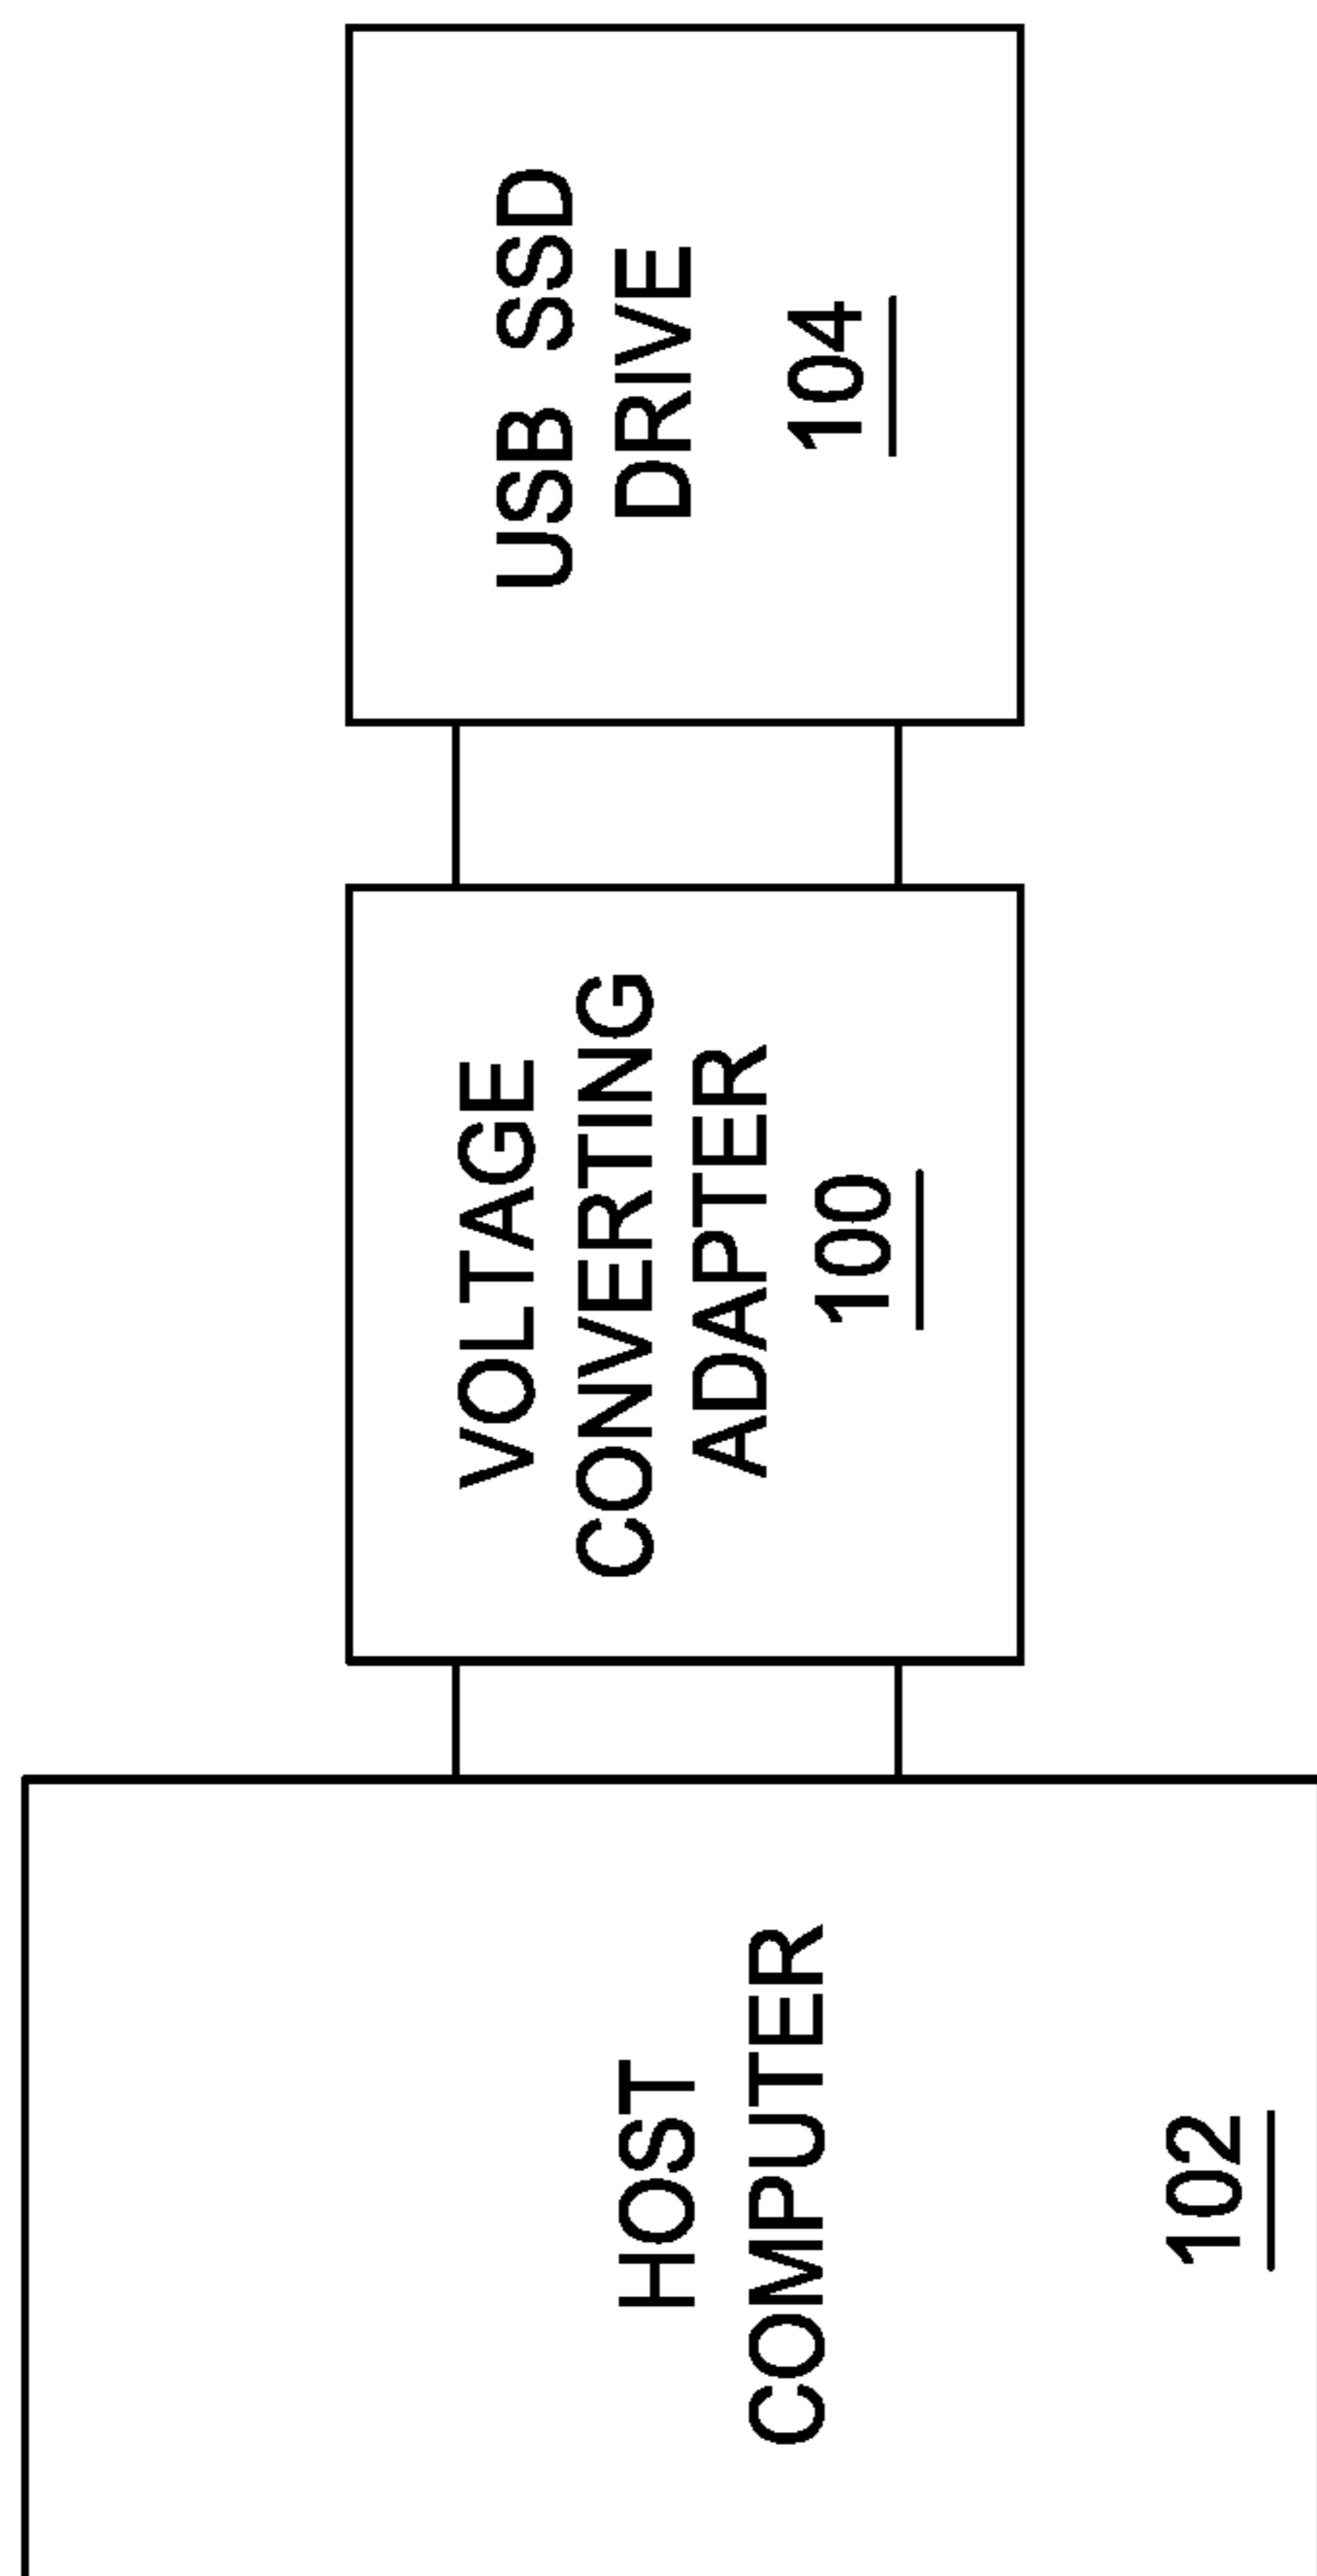 HOST
COMPUTER
102
VOLTAGE
CONVERTING
ADAPTER
100
USB SSD
DRIVE
104